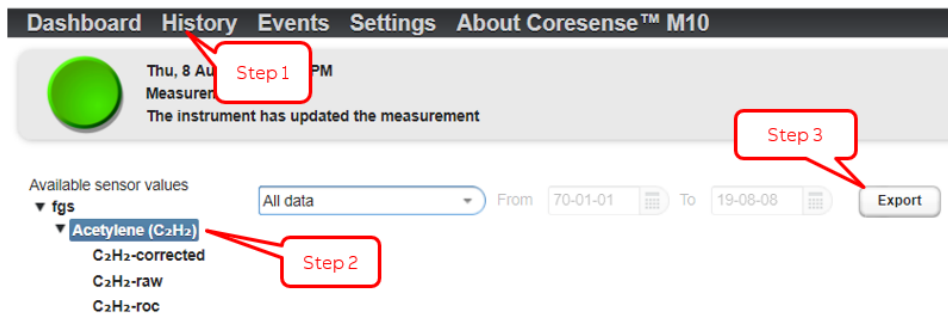 Dashboard History Events Settings About Coresense™ M10
Thu, 8 Au PM
Step 1
Measurem
The instrument has updated the measurement
Step 3
Available sensor values
All data From 70-01-01 To 19-08-08 Export
fgs
Acetylene (C₂H₂)
C₂H₂-corrected
Step 2
C₂H₂-raw
C₂H₂-roc